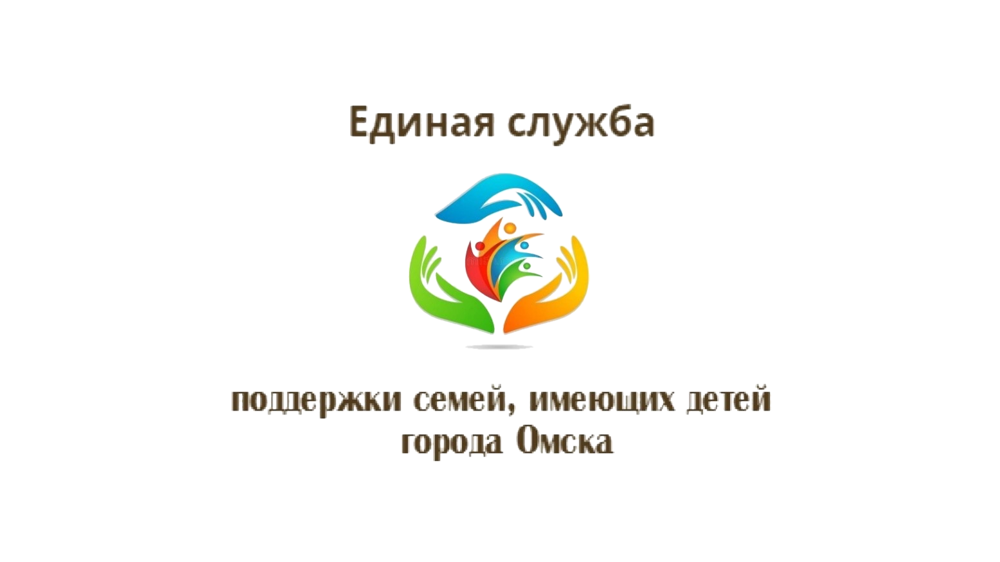 Единая служба
поддержки семей, имеющих детей
города Омска